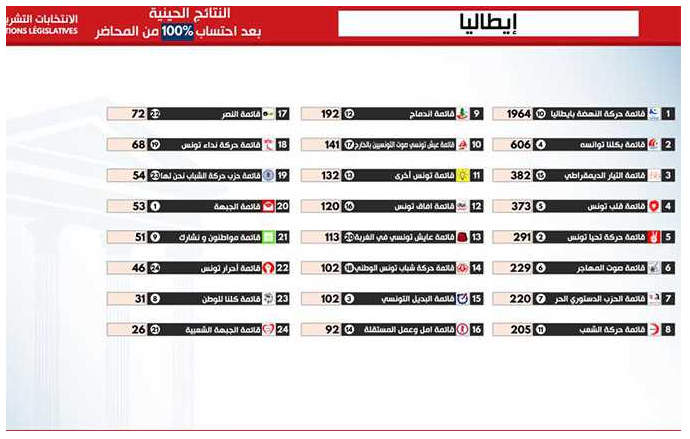 إيطاليا
النتائج الحينية
بعد احتساب 100% من المحاضر
TIONS LÉGISLATIVES
1 قائمة حركة النهضة بايطاليا 10 1964
2 قائمة بكلنا توانسه 4 606
3 قائمة التيار الديمقراطي 15 382
4 قائمة قلب تونس 5 373
5 قائمة حركة تحيا تونس 2 291
6 قائمة صوت المهاجر 6 229
7 قائمة الحزب الدستوري الحر 7 220
8 قائمة حركة الشعب 11 205
9 قائمة اندماج 12 192
10 قائمة عيش تونسي صوت التونسيين بالخارج 17 141
11 قائمة تونس أخرى 13 132
12 قائمة افاق تونس 16 120
13 قائمة عايش تونسي في الغربة 20 113
14 قائمة حركة شباب تونس الوطني 18 102
15 قائمة البديل التونسي 3 102
16 قائمة امل وعمل المستقلة 14 92
17 قائمة النصر 22 72
18 قائمة حركة نداء تونس 19 68
19 قائمة حزب حركة الشباب نحن لها 23 54
20 قائمة الجبهة 1 53
21 قائمة مواطنون و نشارك 9 51
22 قائمة أحرار تونس 24 46
23 قائمة كلنا للوطن 8 31
24 قائمة الجبهة الشعبية 21 26